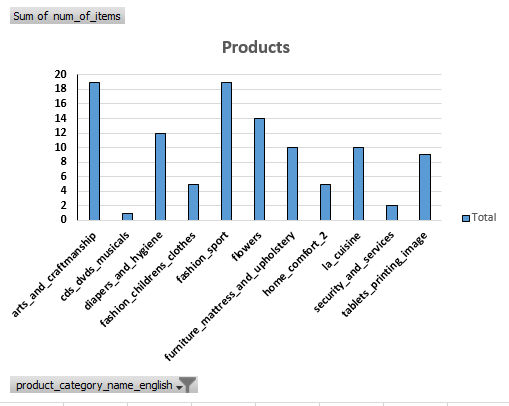 Sum of num_of_items
Products
20
18
16
14
12
10
8
6
4
2
0
Total
arts_and_craftmanship
cds_dvds_musicals
diapers_and_hygiene
fashion_childrens_clothes
fashion_sport
flowers
furniture_mattress_and_upholstery
home_comfort_2
la_cuisine
security_and_services
tablets_printing_image
product_category_name_english